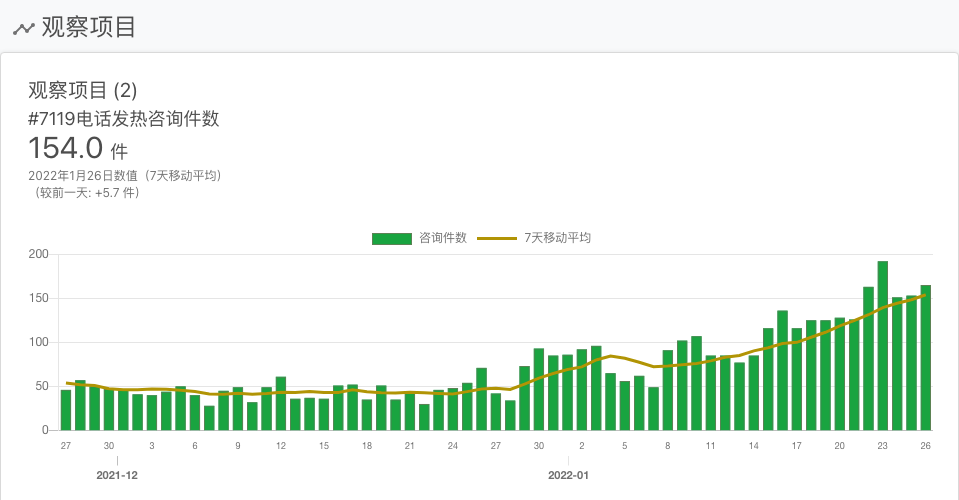 观察项目
观察项目 (2)
#7119电话发热咨询件数
154.0 件
2022年1月26日数值（7天移动平均）
（较前一天: +5.7 件）
咨询件数 7天移动平均
200
150
100
50
0
27 30 3 6 9 12 15 18 21 24 27 30 2 5 8 11 14 17 20 23 26
2021-12 2022-01